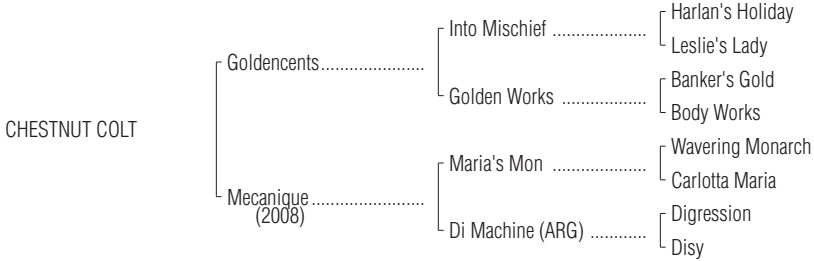 Harlan's Holiday
Into Mischief ....................
Leslie's Lady
Goldencents......................
Banker's Gold
Golden Works ..................
Body Works
CHESTNUT COLT
Wavering Monarch
Maria's Mon ....................
Carlotta Maria
Mecanique........................
(2008)
Digression
Di Machine (ARG) ............
Disy